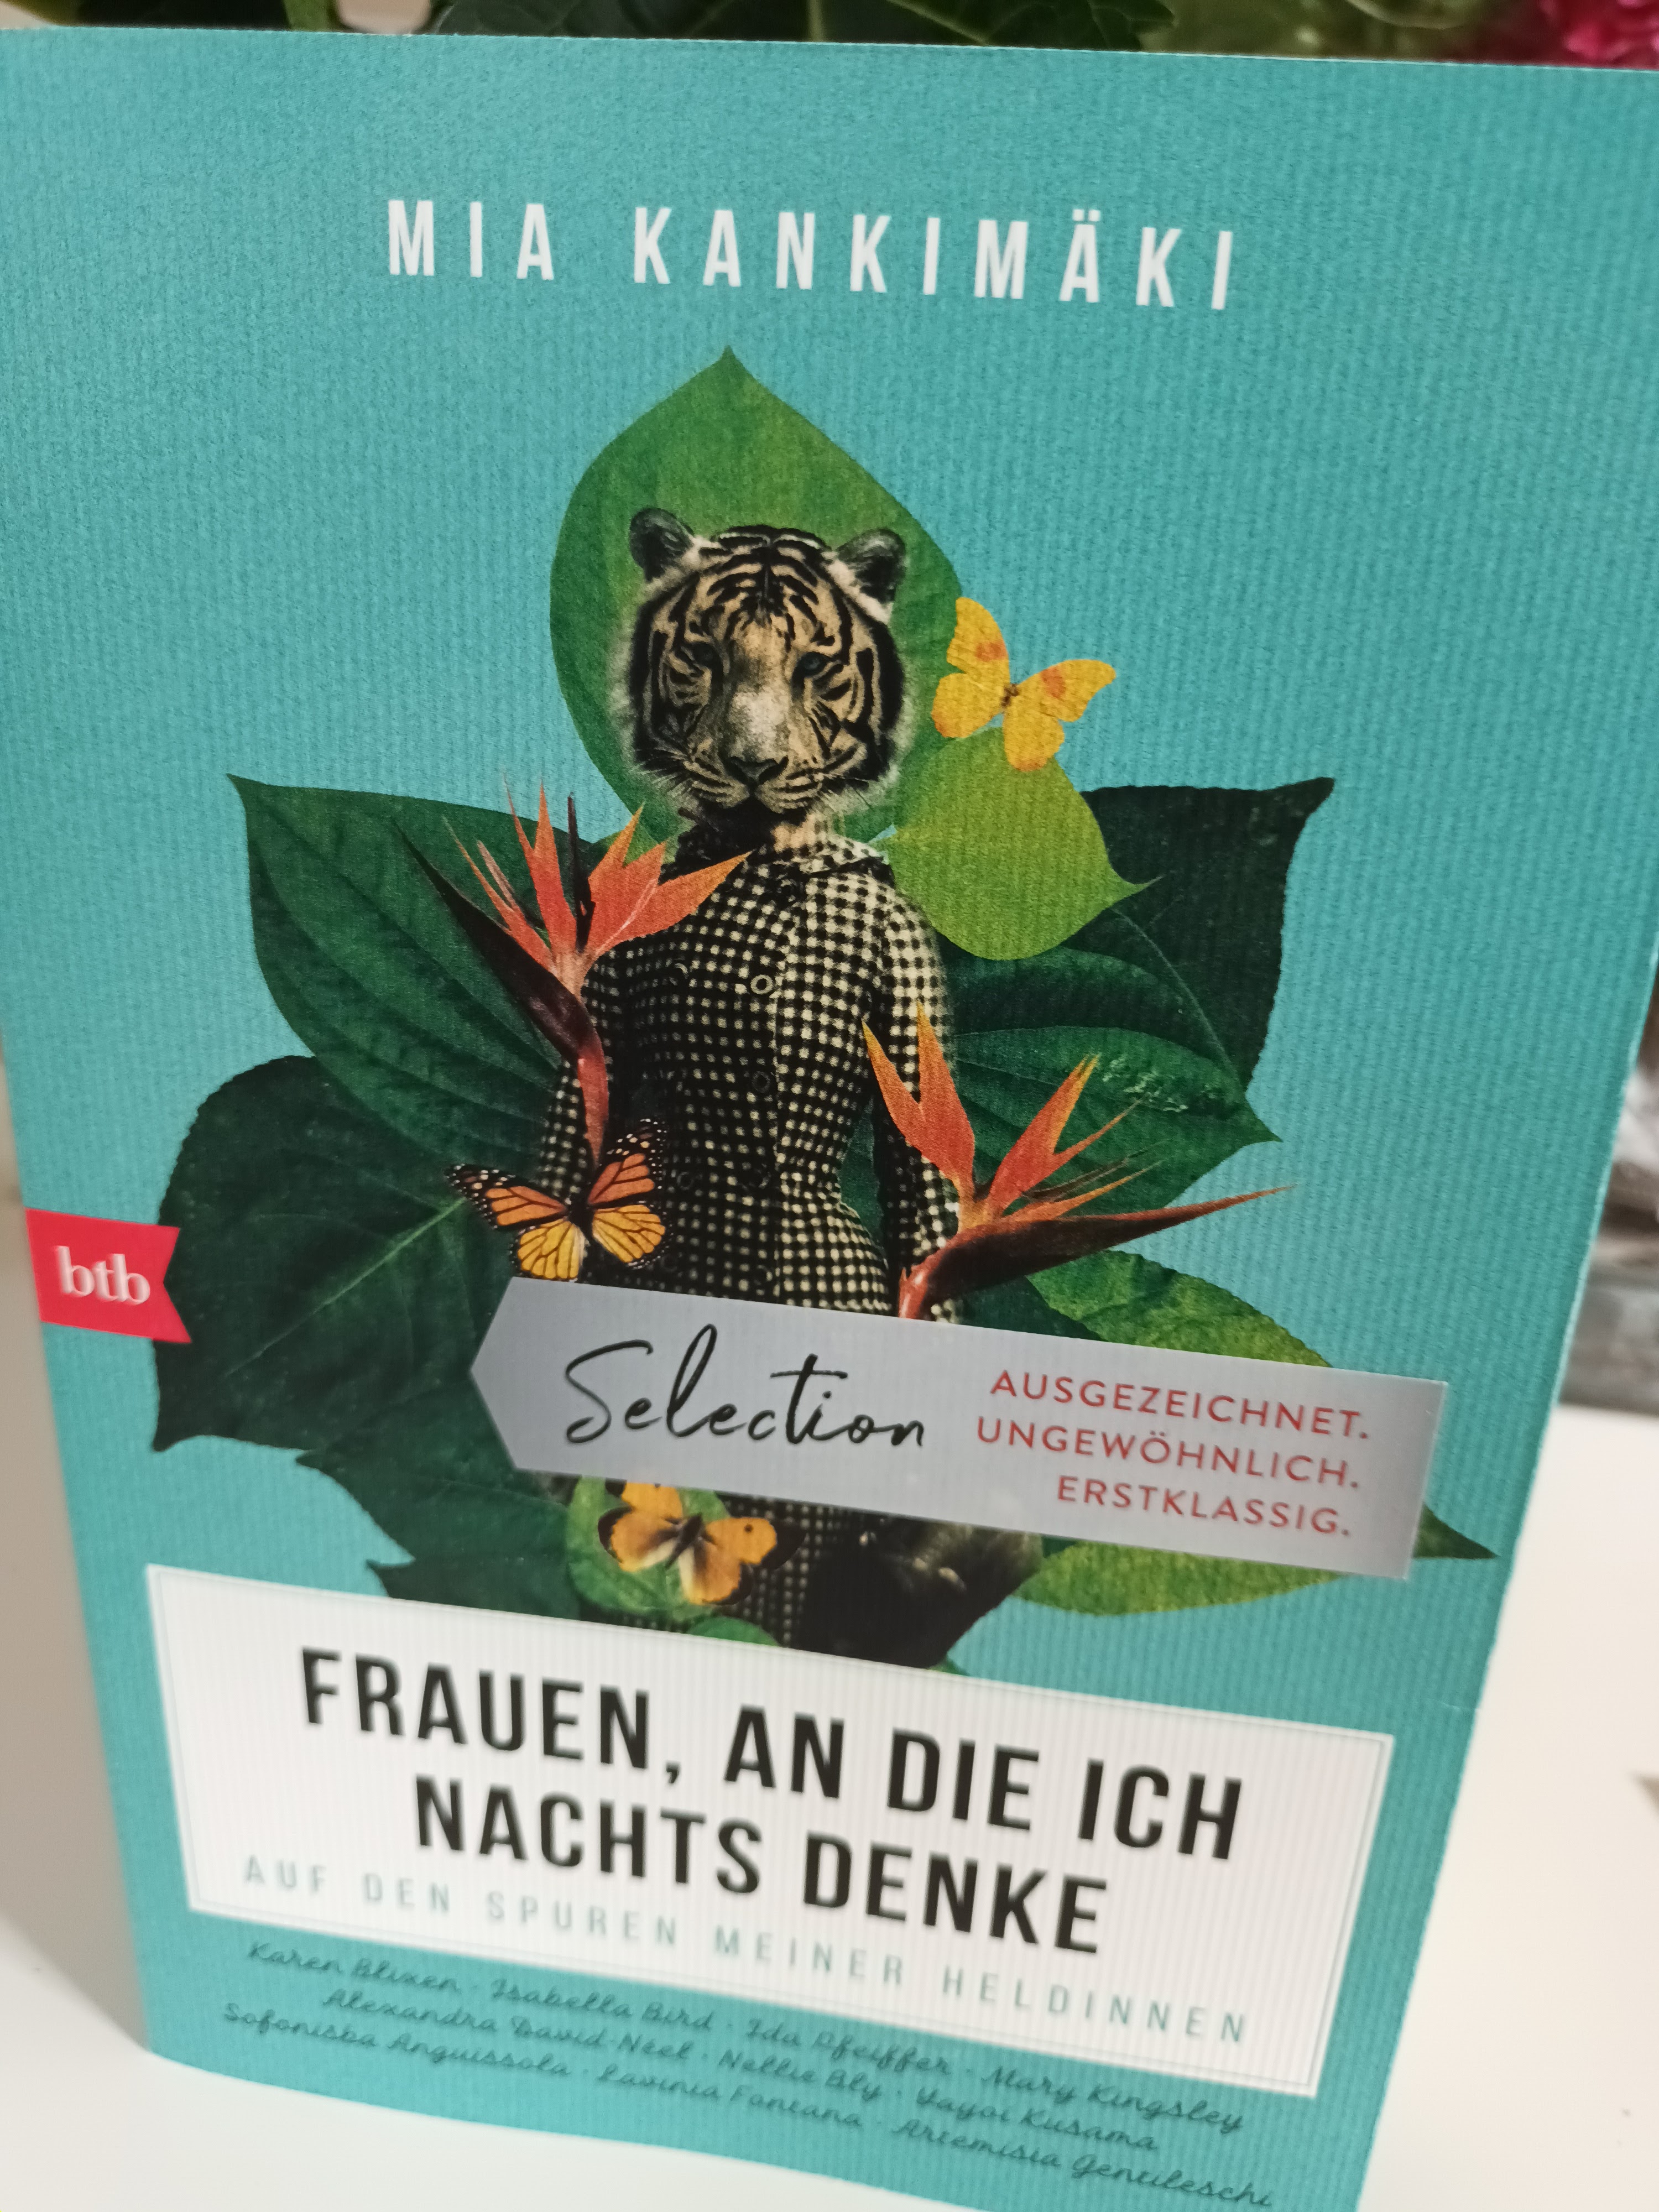 MIA KANKIMÄKI
btb
Selection
AUSGEZEICHNET.
UNGEWÖHNLICH.
ERSTKLASSIG.
FRAUEN, AN DIE ICH
NACHTS DENKE
AUF DEN SPUREN MEINER HELDINNEN
Karen Blixen · Isabella Bird · Ida Pfeiffer · Mary Kingsley
Alexandra David-Néel · Nellie Bly · Yayoi Kusama
Sofonisba Anguissola · Lavinia Fontana · Artemisia Gentileschi